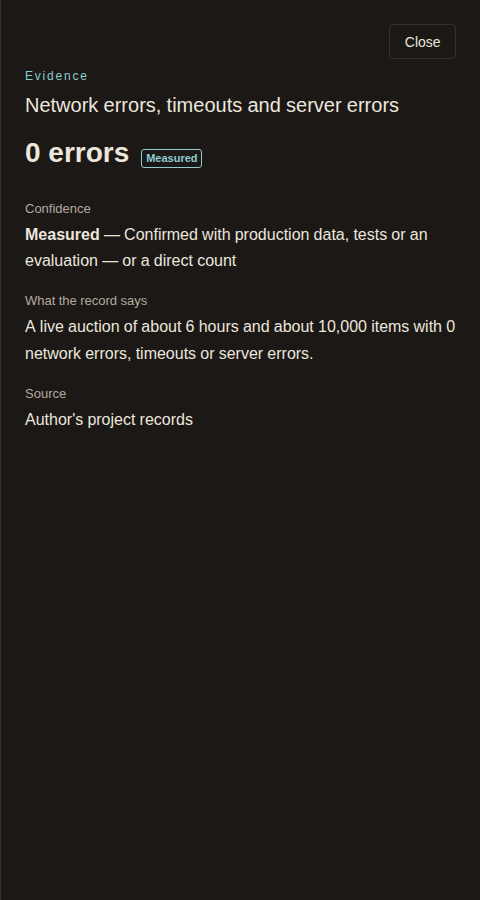 Close
Evidence
Network errors, timeouts and server errors
0 errors Measured
Confidence
Measured — Confirmed with production data, tests or an
evaluation — or a direct count
What the record says
A live auction of about 6 hours and about 10,000 items with 0
network errors, timeouts or server errors.
Source
Author's project records